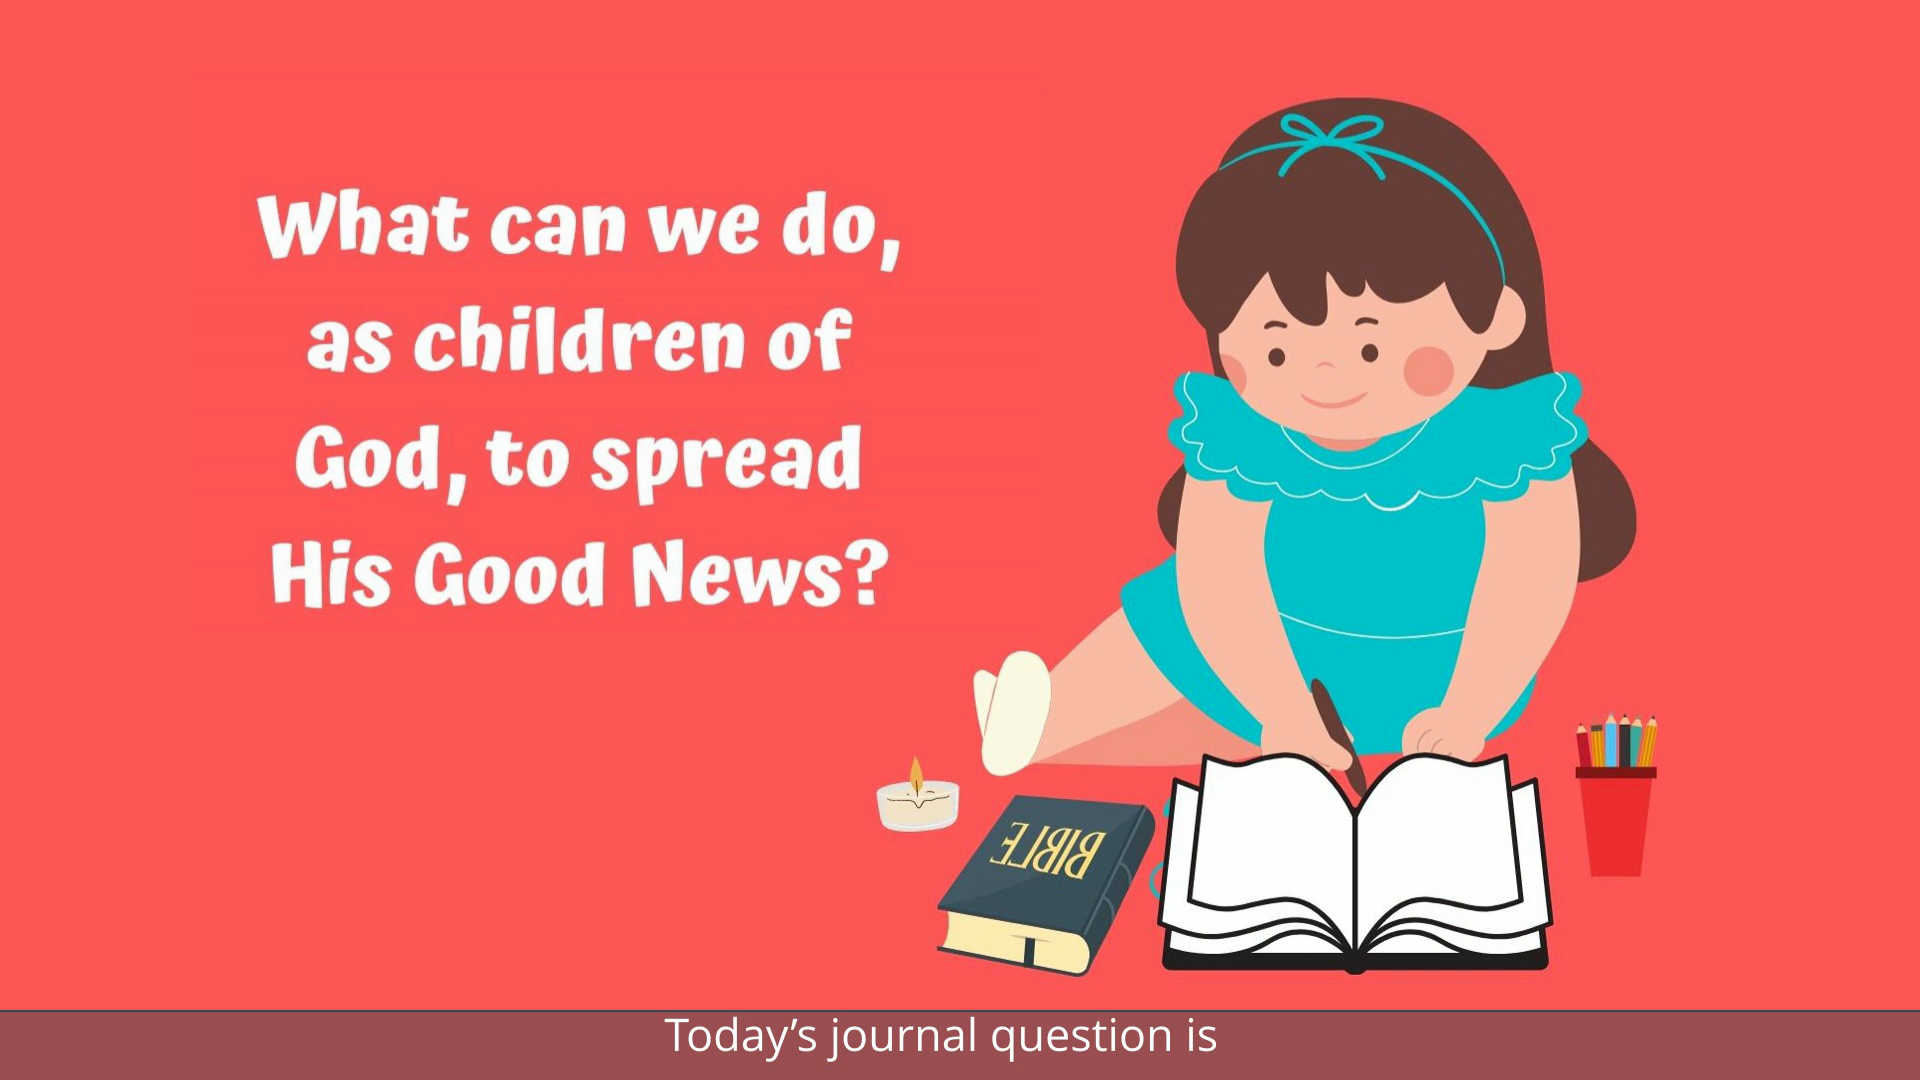 What can we do,
as children of
God, to spread
His Good News?
BIBLE
Today’s journal question is